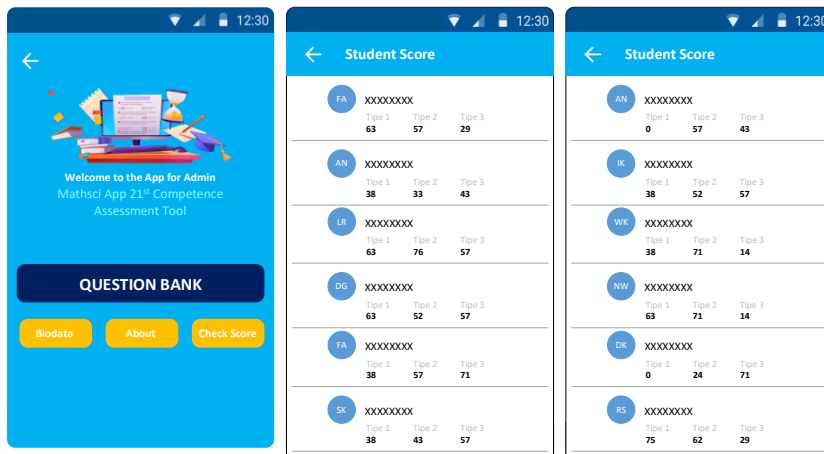 12:30
Welcome to the App for Admin
Mathsci App 21st Competence
Assessment Tool
QUESTION BANK
Biodata About Check Score
12:30
Student Score
FA XXXXXXXX
Tipe 1 Tipe 2 Tipe 3
63 57 29
AN XXXXXXXX
Tipe 1 Tipe 2 Tipe 3
38 33 43
LR XXXXXXXX
Tipe 1 Tipe 2 Tipe 3
63 76 57
DG XXXXXXXX
Tipe 1 Tipe 2 Tipe 3
63 52 57
FA XXXXXXXX
Tipe 1 Tipe 2 Tipe 3
38 57 71
SK XXXXXXXX
Tipe 1 Tipe 2 Tipe 3
38 43 57
12:30
Student Score
AN XXXXXXXX
Tipe 1 Tipe 2 Tipe 3
0 57 43
IK XXXXXXXX
Tipe 1 Tipe 2 Tipe 3
38 52 57
WK XXXXXXXX
Tipe 1 Tipe 2 Tipe 3
38 71 14
NW XXXXXXXX
Tipe 1 Tipe 2 Tipe 3
63 71 14
DK XXXXXXXX
Tipe 1 Tipe 2 Tipe 3
0 24 71
RS XXXXXXXX
Tipe 1 Tipe 2 Tipe 3
75 62 29